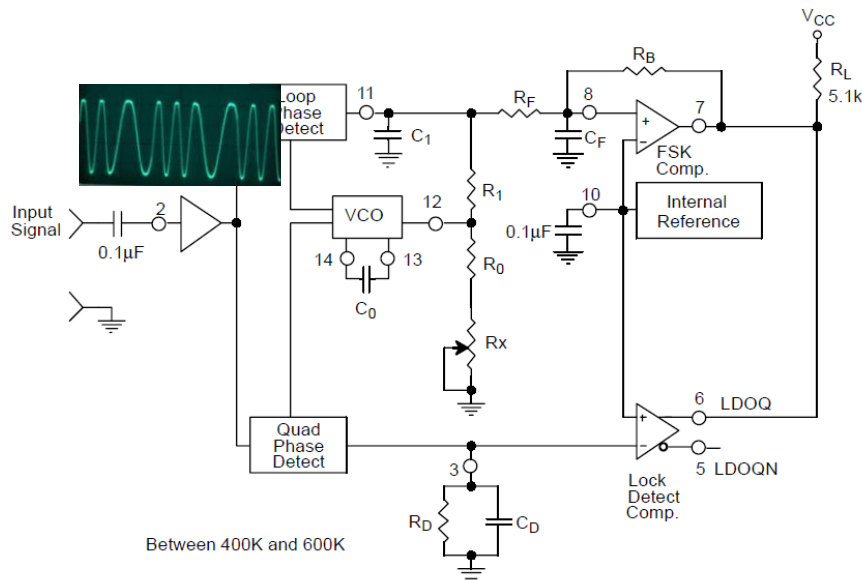 VCC
RB
RL
5.1k
Loop
Phase
Detect
11
RF
8
7
C1
CF
FSK
Comp.
R1
10
Internal
Reference
Input
Signal
2
0.1µF
VCO
12
0.1µF
14
13
R0
C0
Rx
Quad
Phase
Detect
6
LDOQ
5
LDOQN
3
Lock
Detect
Comp.
RD
CD
Between 400K and 600K